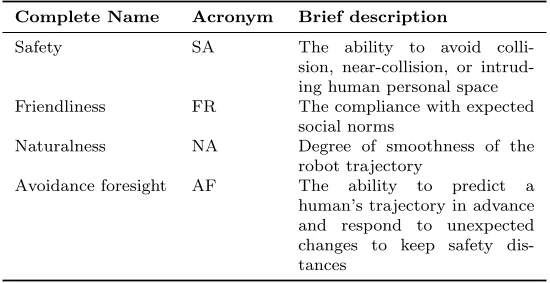 Complete Name Acronym Brief description
Safety SA The ability to avoid colli-
sion, near-collision, or intrud-
ing human personal space
Friendliness FR The compliance with expected
social norms
Naturalness NA Degree of smoothness of the
robot trajectory
Avoidance foresight AF The ability to predict a
human's trajectory in advance
and respond to unexpected
changes to keep safety dis-
tances